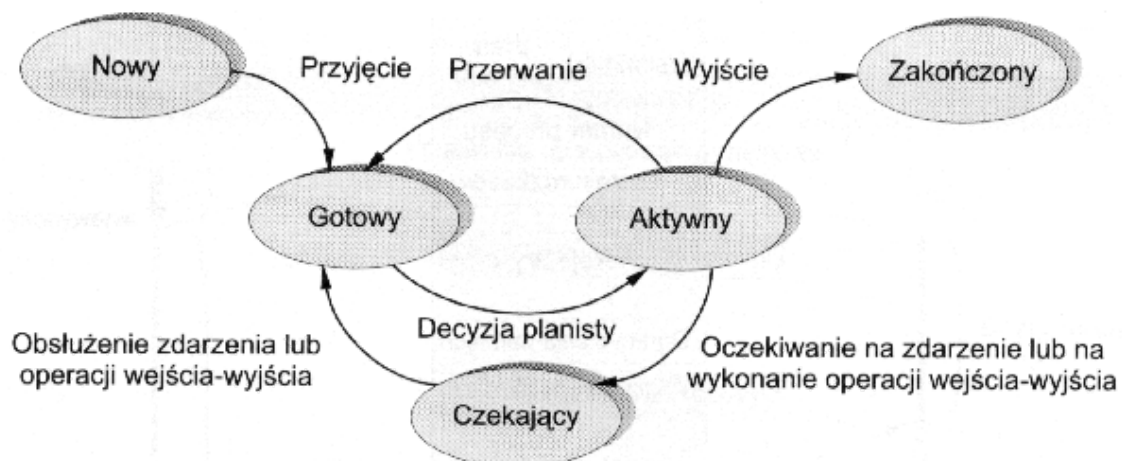 Nowy
Przyjęcie
Przerwanie
Wyjście
Zakończony
Gotowy
Aktywny
Decyzja planisty
Obsłużenie zdarzenia lub
operacji wejścia-wyjścia
Oczekiwanie na zdarzenie lub na
wykonanie operacji wejścia-wyjścia
Czekający